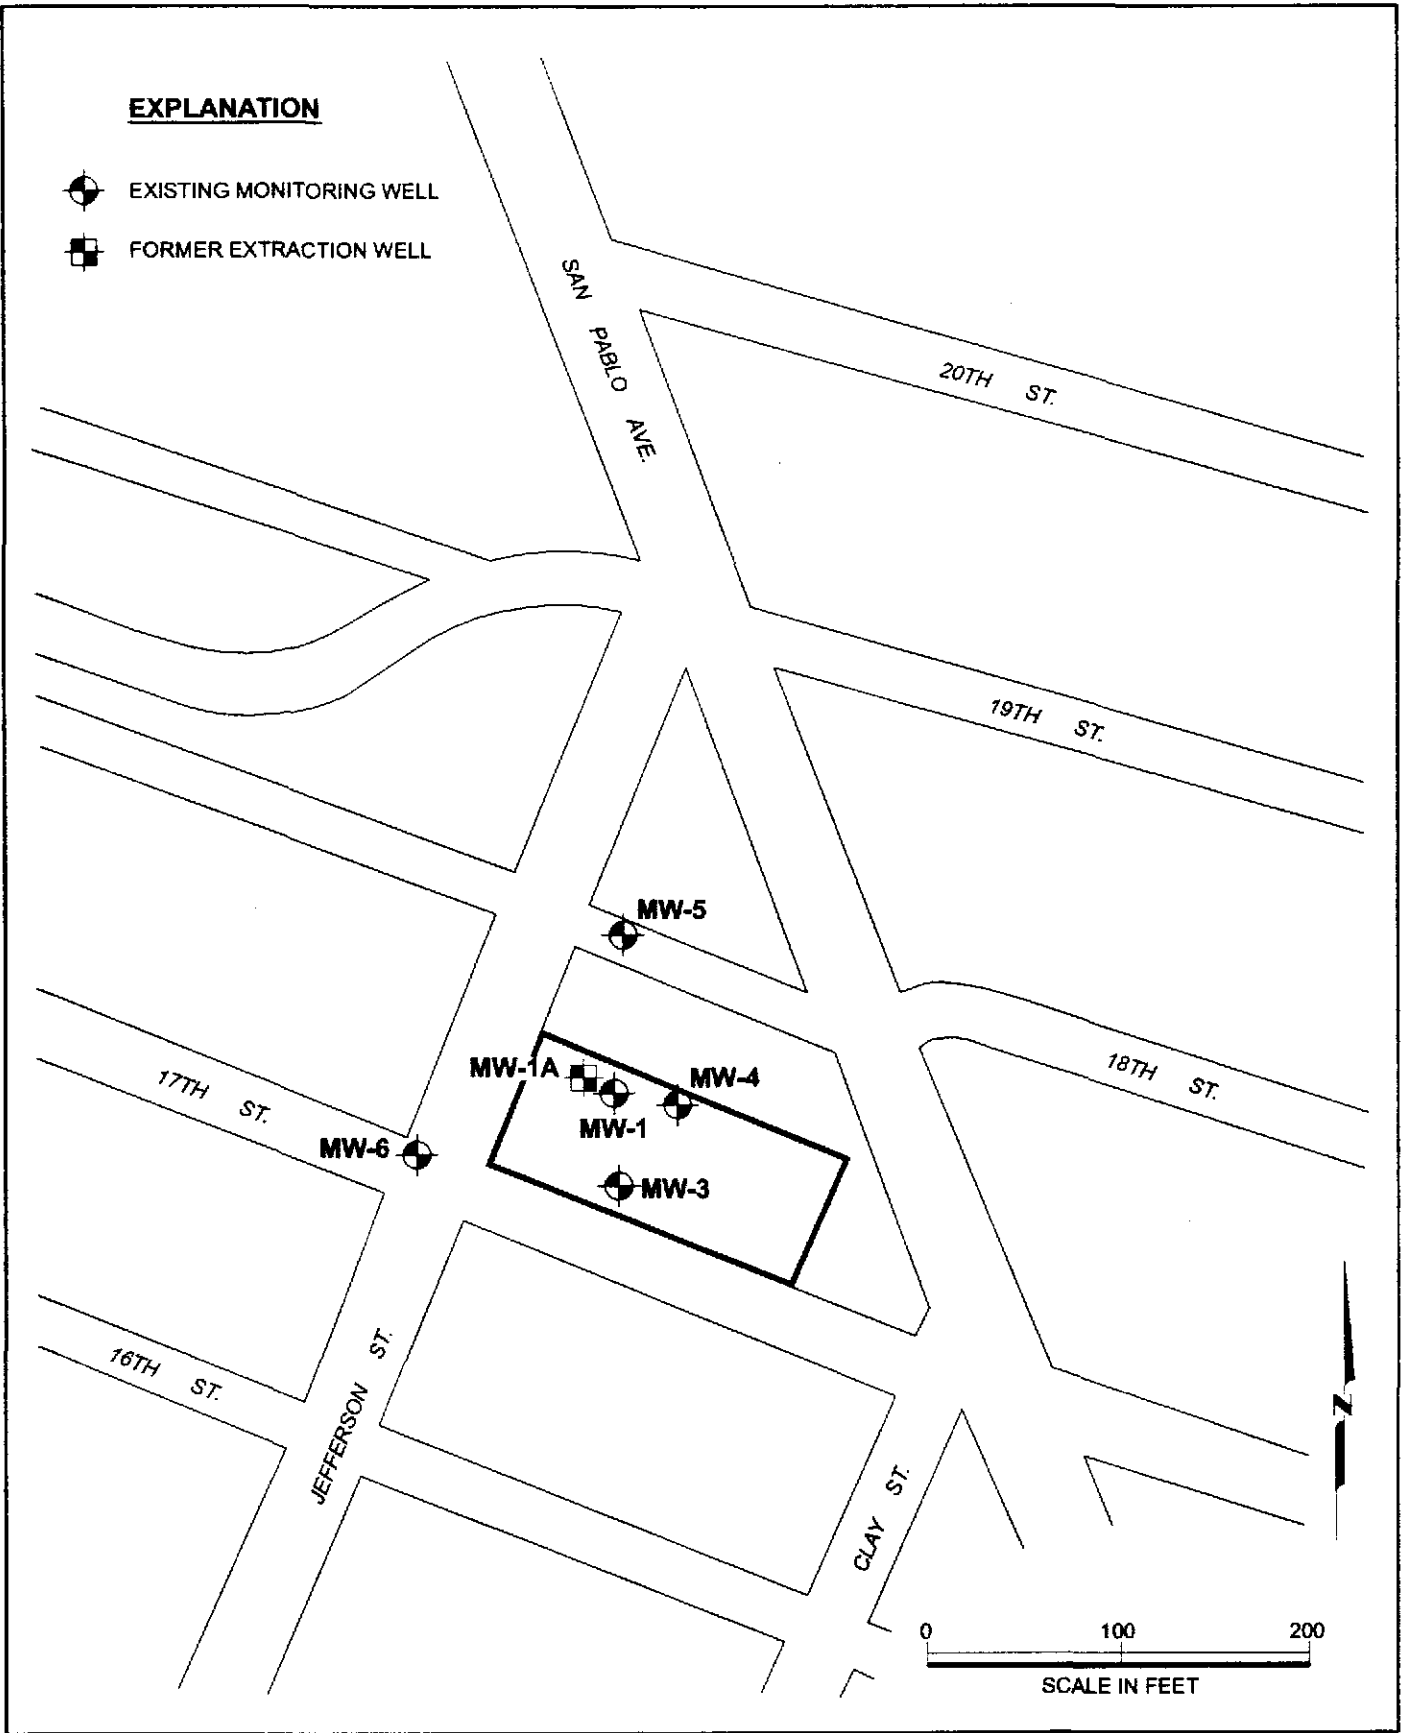 EXPLANATION
EXISTING MONITORING WELL
FORMER EXTRACTION WELL
SAN PABLO AVE.
20TH ST.
19TH ST.
MW-5
18TH ST.
MW-1A
MW-4
17TH ST.
MW-1
MW-6
MW-3
16TH ST.
JEFFERSON ST.
CLAY ST.
N
0 100 200
SCALE IN FEET